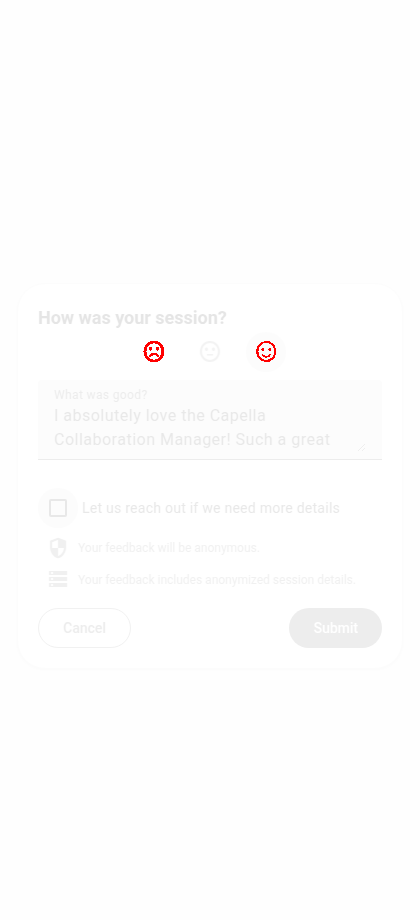 How was your session?
What was good?
I absolutely love the Capella
Collaboration Manager! Such a great
Let us reach out if we need more details
Your feedback will be anonymous.
Your feedback includes anonymized session details.
Cancel
Submit